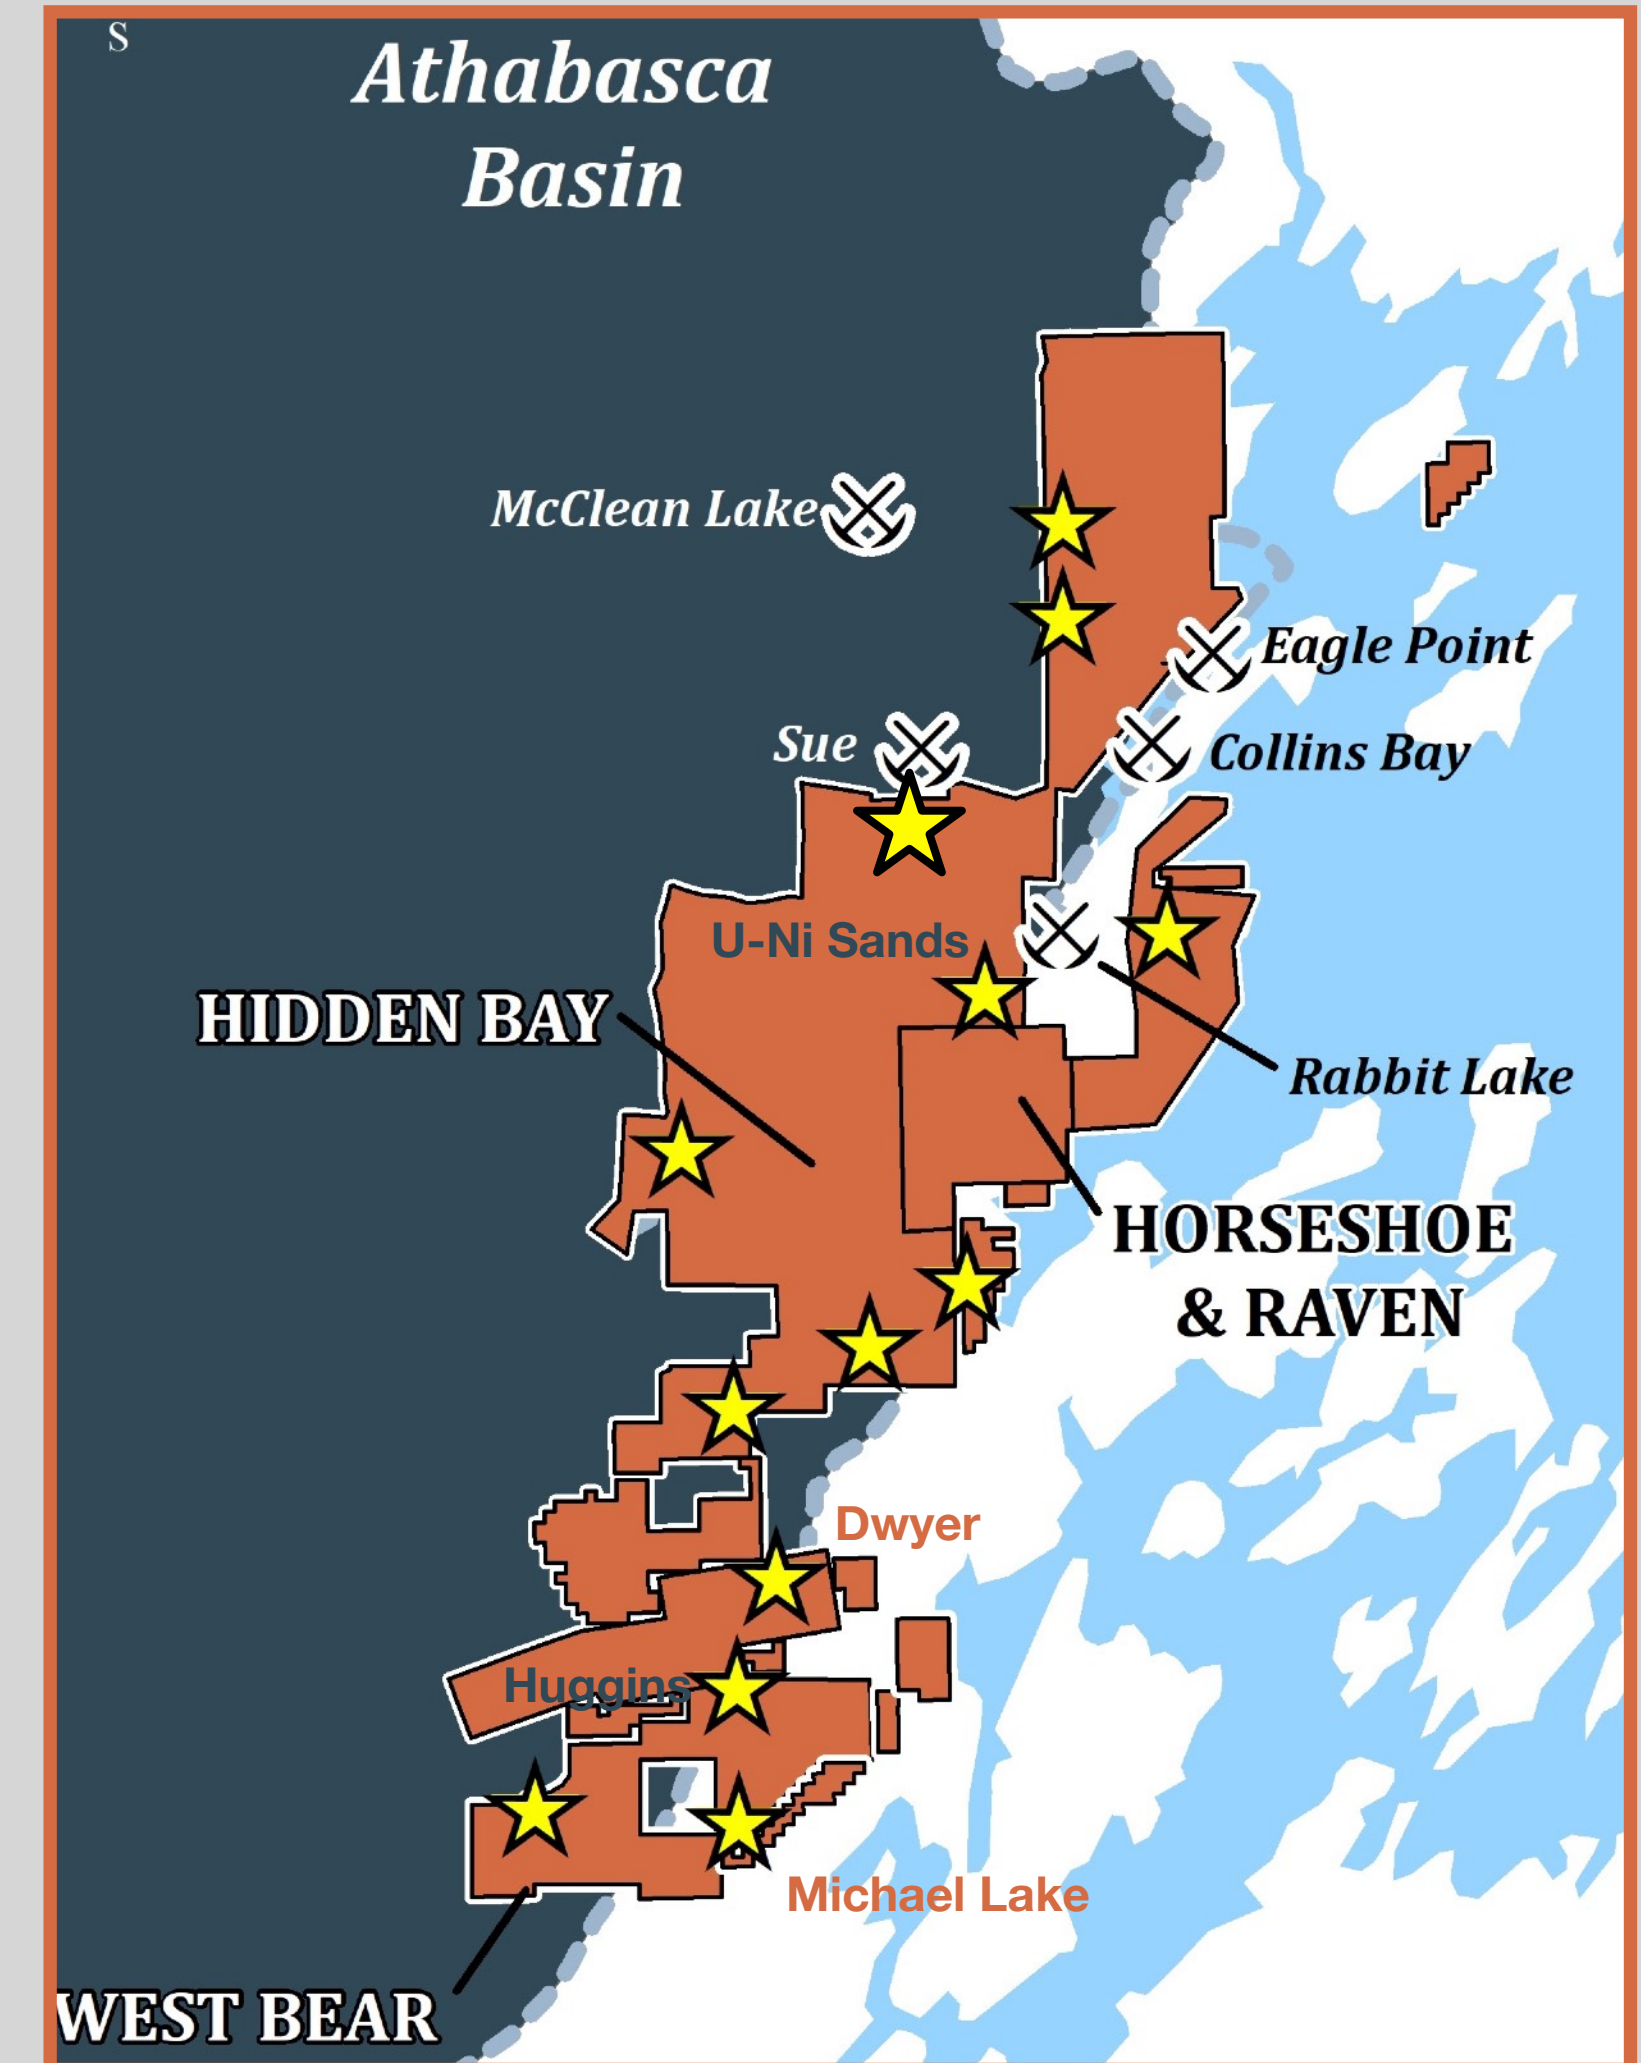 S
Athabasca
Basin
McClean Lake
Eagle Point
Sue
Collins Bay
U-Ni Sands
HIDDEN BAY
Rabbit Lake
HORSESHOE
& RAVEN
Dwyer
Huggins
Michael Lake
WEST BEAR